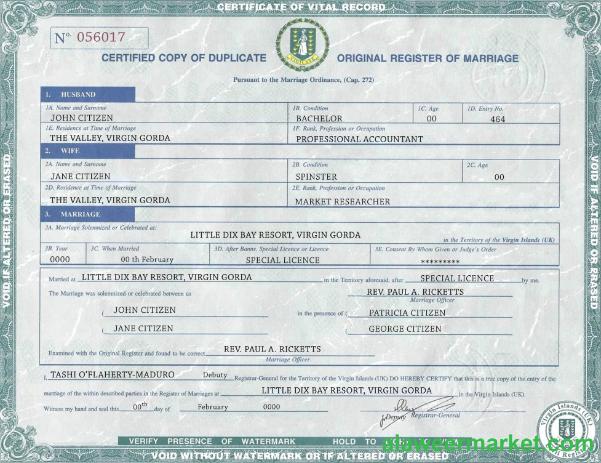 CERTIFICATE OF VITAL RECORD
Nº 056017
CERTIFIED COPY OF DUPLICATE ORIGINAL REGISTER OF MARRIAGE
Pursuant to the Marriage Ordinance, (Cap. 272)
1. HUSBAND
1A. Name and Surname 1B. Condition 1C. Age 1D. Entry No.
JOHN CITIZEN BACHELOR 00 464
1E. Residence at Time of Marriage 1F. Rank, Profession or Occupation
THE VALLEY, VIRGIN GORDA PROFESSIONAL ACCOUNTANT
2. WIFE
2A. Name and Surname 2B. Condition 2C. Age
JANE CITIZEN SPINSTER 00
2D. Residence at Time of Marriage 2E. Rank, Profession or Occupation
THE VALLEY, VIRGIN GORDA MARKET RESEARCHER
3. MARRIAGE
3A. Marriage Solemnized or Celebrated at:
LITTLE DIX BAY RESORT, VIRGIN GORDA
in the Territory of the Virgin Islands (UK)
3B. Year 3C. When Married 3D. After Banns, Special Licence or Licence 3E. Consent By Whom Given or Judge's Order
0000 00 th February SPECIAL LICENCE *********
Married at LITTLE DIX BAY RESORT, VIRGIN GORDA in the Territory aforesaid, after SPECIAL LICENCE by me.
The Marriage was solemnized or celebrated between us REV. PAUL A. RICKETTS
Marriage Officer
( JOHN CITIZEN in the presence of ( PATRICIA CITIZEN
( JANE CITIZEN ( GEORGE CITIZEN
Examined with the Original Register and found to be correct REV. PAUL A. RICKETTS
Marriage Officer
I, TASHI O'FLAHERTY-MADURO Debuty Registrar-General for the Territory of the Virgin Islands (UK) DO HEREBY CERTIFY that this is a true copy of the entry of the
marriage of the within described parties in the Register of Marriages at LITTLE DIX BAY RESORT, VIRGIN GORDA in the Virgin Islands (UK).
Witness my hand and seal this 00th day of February 0000
Registrar-General
VERIFY PRESENCE OF WATERMARK HOLD TO
VOID WITHOUT WATERMARK OR IF ALTERED OR ERASED
VOID IF ALTERED OR ERASED
VOID IF ALTERED OR ERASED